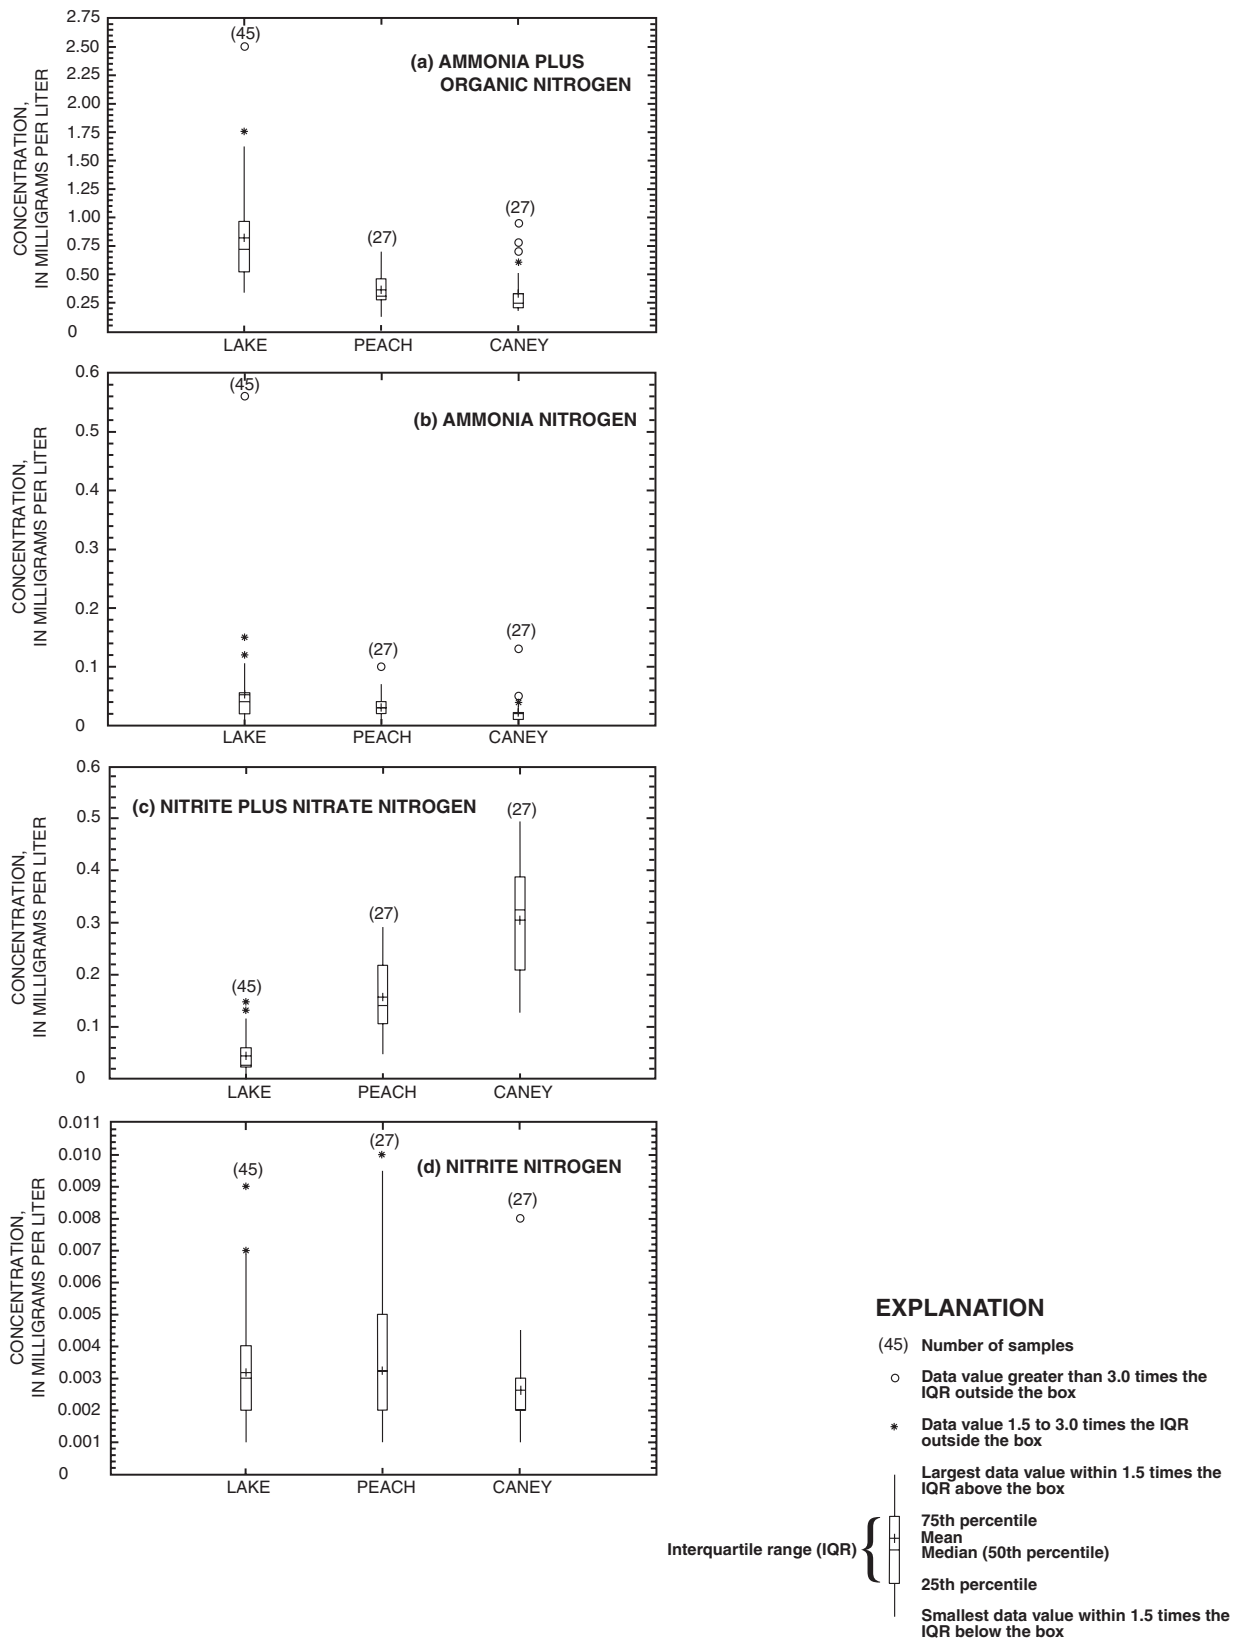 2.75
2.50
2.25
2.00
1.75
1.50
1.25
1.00
0.75
0.50
0.25
0
CONCENTRATION,
IN MILLIGRAMS PER LITER
(45)
(27)
(27)
(a) AMMONIA PLUS
ORGANIC NITROGEN
LAKE PEACH CANEY
0.6
0.5
0.4
0.3
0.2
0.1
0
CONCENTRATION,
IN MILLIGRAMS PER LITER
(45)
(27)
(27)
(b) AMMONIA NITROGEN
LAKE PEACH CANEY
0.6
0.5
0.4
0.3
0.2
0.1
0
CONCENTRATION,
IN MILLIGRAMS PER LITER
(c) NITRITE PLUS NITRATE NITROGEN
(45)
(27)
(27)
LAKE PEACH CANEY
0.011
0.010
0.009
0.008
0.007
0.006
0.005
0.004
0.003
0.002
0.001
0
CONCENTRATION,
IN MILLIGRAMS PER LITER
(45)
(27)
(27)
(d) NITRITE NITROGEN
LAKE PEACH CANEY
EXPLANATION
(45) Number of samples
Data value greater than 3.0 times the
IQR outside the box
Data value 1.5 to 3.0 times the IQR
outside the box
Largest data value within 1.5 times the
IQR above the box
75th percentile
Mean
Median (50th percentile)
Interquartile range (IQR)
25th percentile
Smallest data value within 1.5 times the
IQR below the box